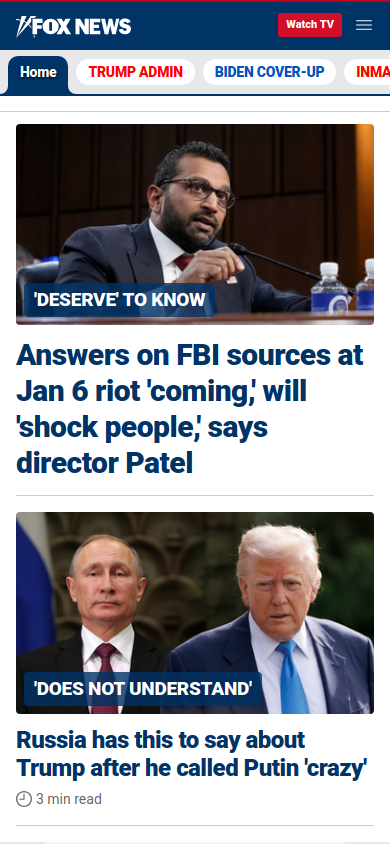 FOX NEWS
Watch TV
Home
TRUMP ADMIN
BIDEN COVER-UP
INMA
'DESERVE' TO KNOW
Answers on FBI sources at
Jan 6 riot 'coming,' will
'shock people,' says
director Patel
'DOES NOT UNDERSTAND'
Russia has this to say about
Trump after he called Putin 'crazy'
3 min read